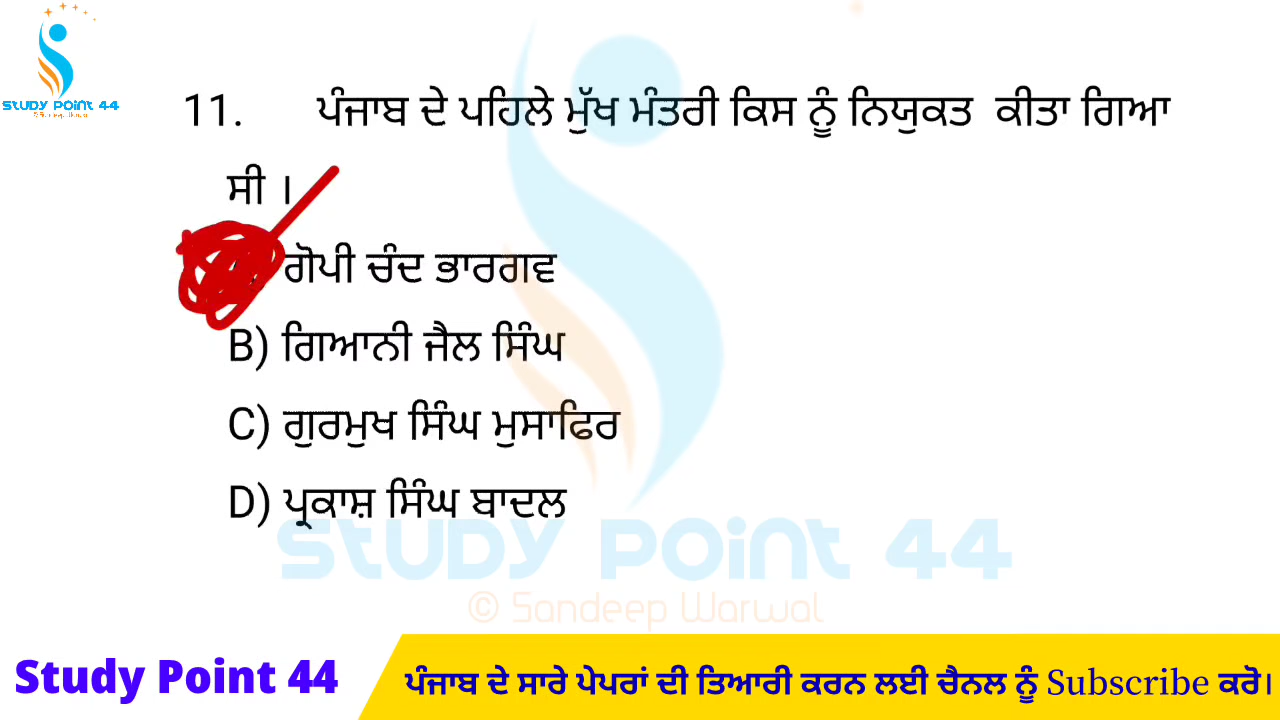 STUDY POINT 44
11. ਪੰਜਾਬ ਦੇ ਪਹਿਲੇ ਮੁੱਖ ਮੰਤਰੀ ਕਿਸ ਨੂੰ ਨਿਯੁਕਤ ਕੀਤਾ ਗਿਆ
ਸੀ ।
ਗੋਪੀ ਚੰਦ ਭਾਰਗਵ
B) ਗਿਆਨੀ ਜੈਲ ਸਿੰਘ
C) ਗੁਰਮੁਖ ਸਿੰਘ ਮੁਸਾਫਿਰ
D) ਪ੍ਰਕਾਸ਼ ਸਿੰਘ ਬਾਦਲ
STUDY POINT 44
© Sandeep Warwal
Study Point 44
ਪੰਜਾਬ ਦੇ ਸਾਰੇ ਪੇਪਰਾਂ ਦੀ ਤਿਆਰੀ ਕਰਨ ਲਈ ਚੈਨਲ ਨੂੰ Subscribe ਕਰੋ।